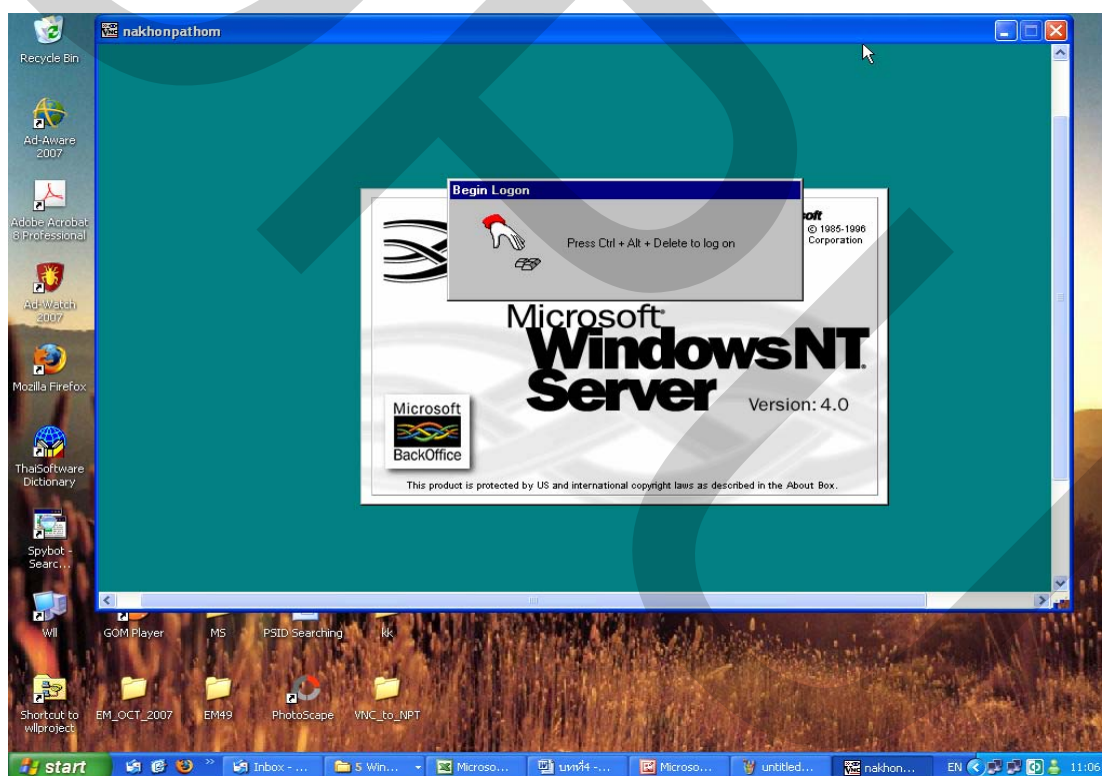 Recycle Bin
nakhonpathom
Ad-Aware
2007
Adobe Acrobat
8 Professional
Ad-Watch
2007
Mozilla Firefox
ThaiSoftware
Dictionary
Spybot -
Searc...
Wll
Shortcut to
wllproject
Begin Logon
Press Ctrl + Alt + Delete to log on
soft
© 1985-1996
Corporation
Microsoft
WindowsNT
Server
Version: 4.0
Microsoft
BackOffice
This product is protected by US and international copyright laws as described in the About Box.
GOM Player
MS
PSID Searching
kk
EM_OCT_2007
EM49
PhotoScape
VNC_to_NPT
start
Inbox - ...
5 Win...
Microso...
บทที่4 -...
Microso...
untitled...
nakhon...
EN
11:06